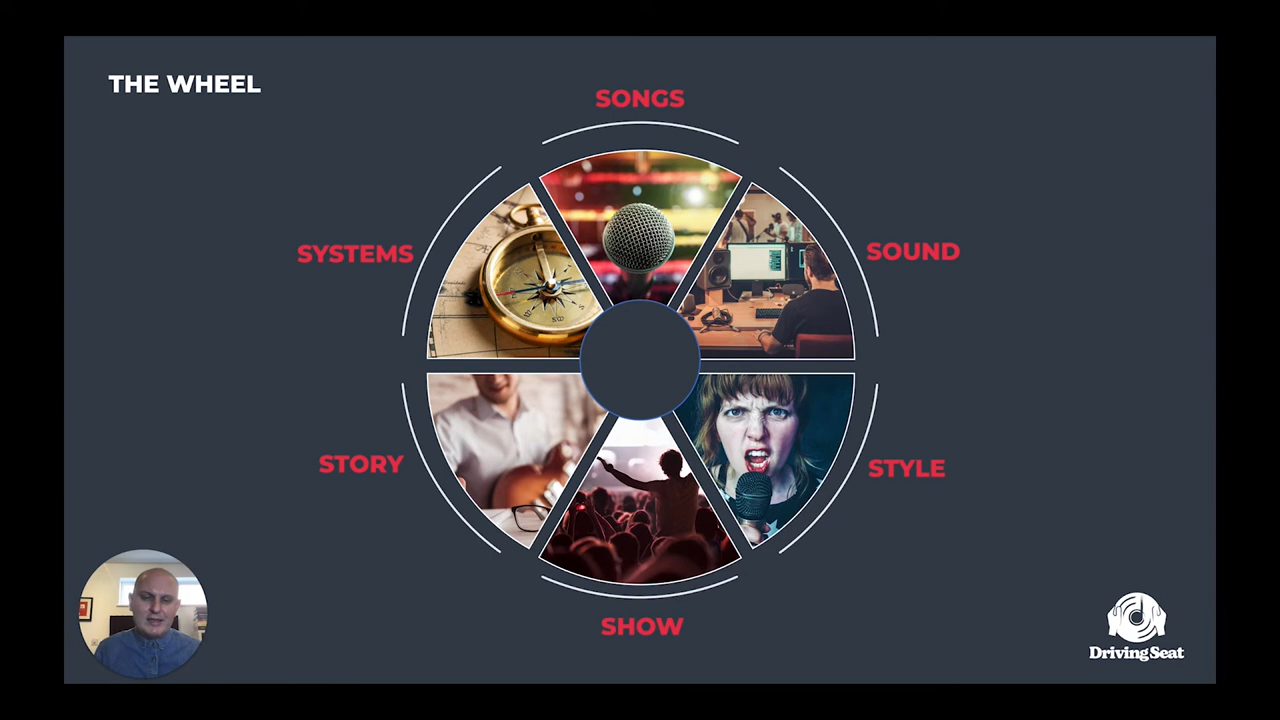 THE WHEEL
SONGS
SYSTEMS
SOUND
STORY
STYLE
SHOW
DrivingSeat